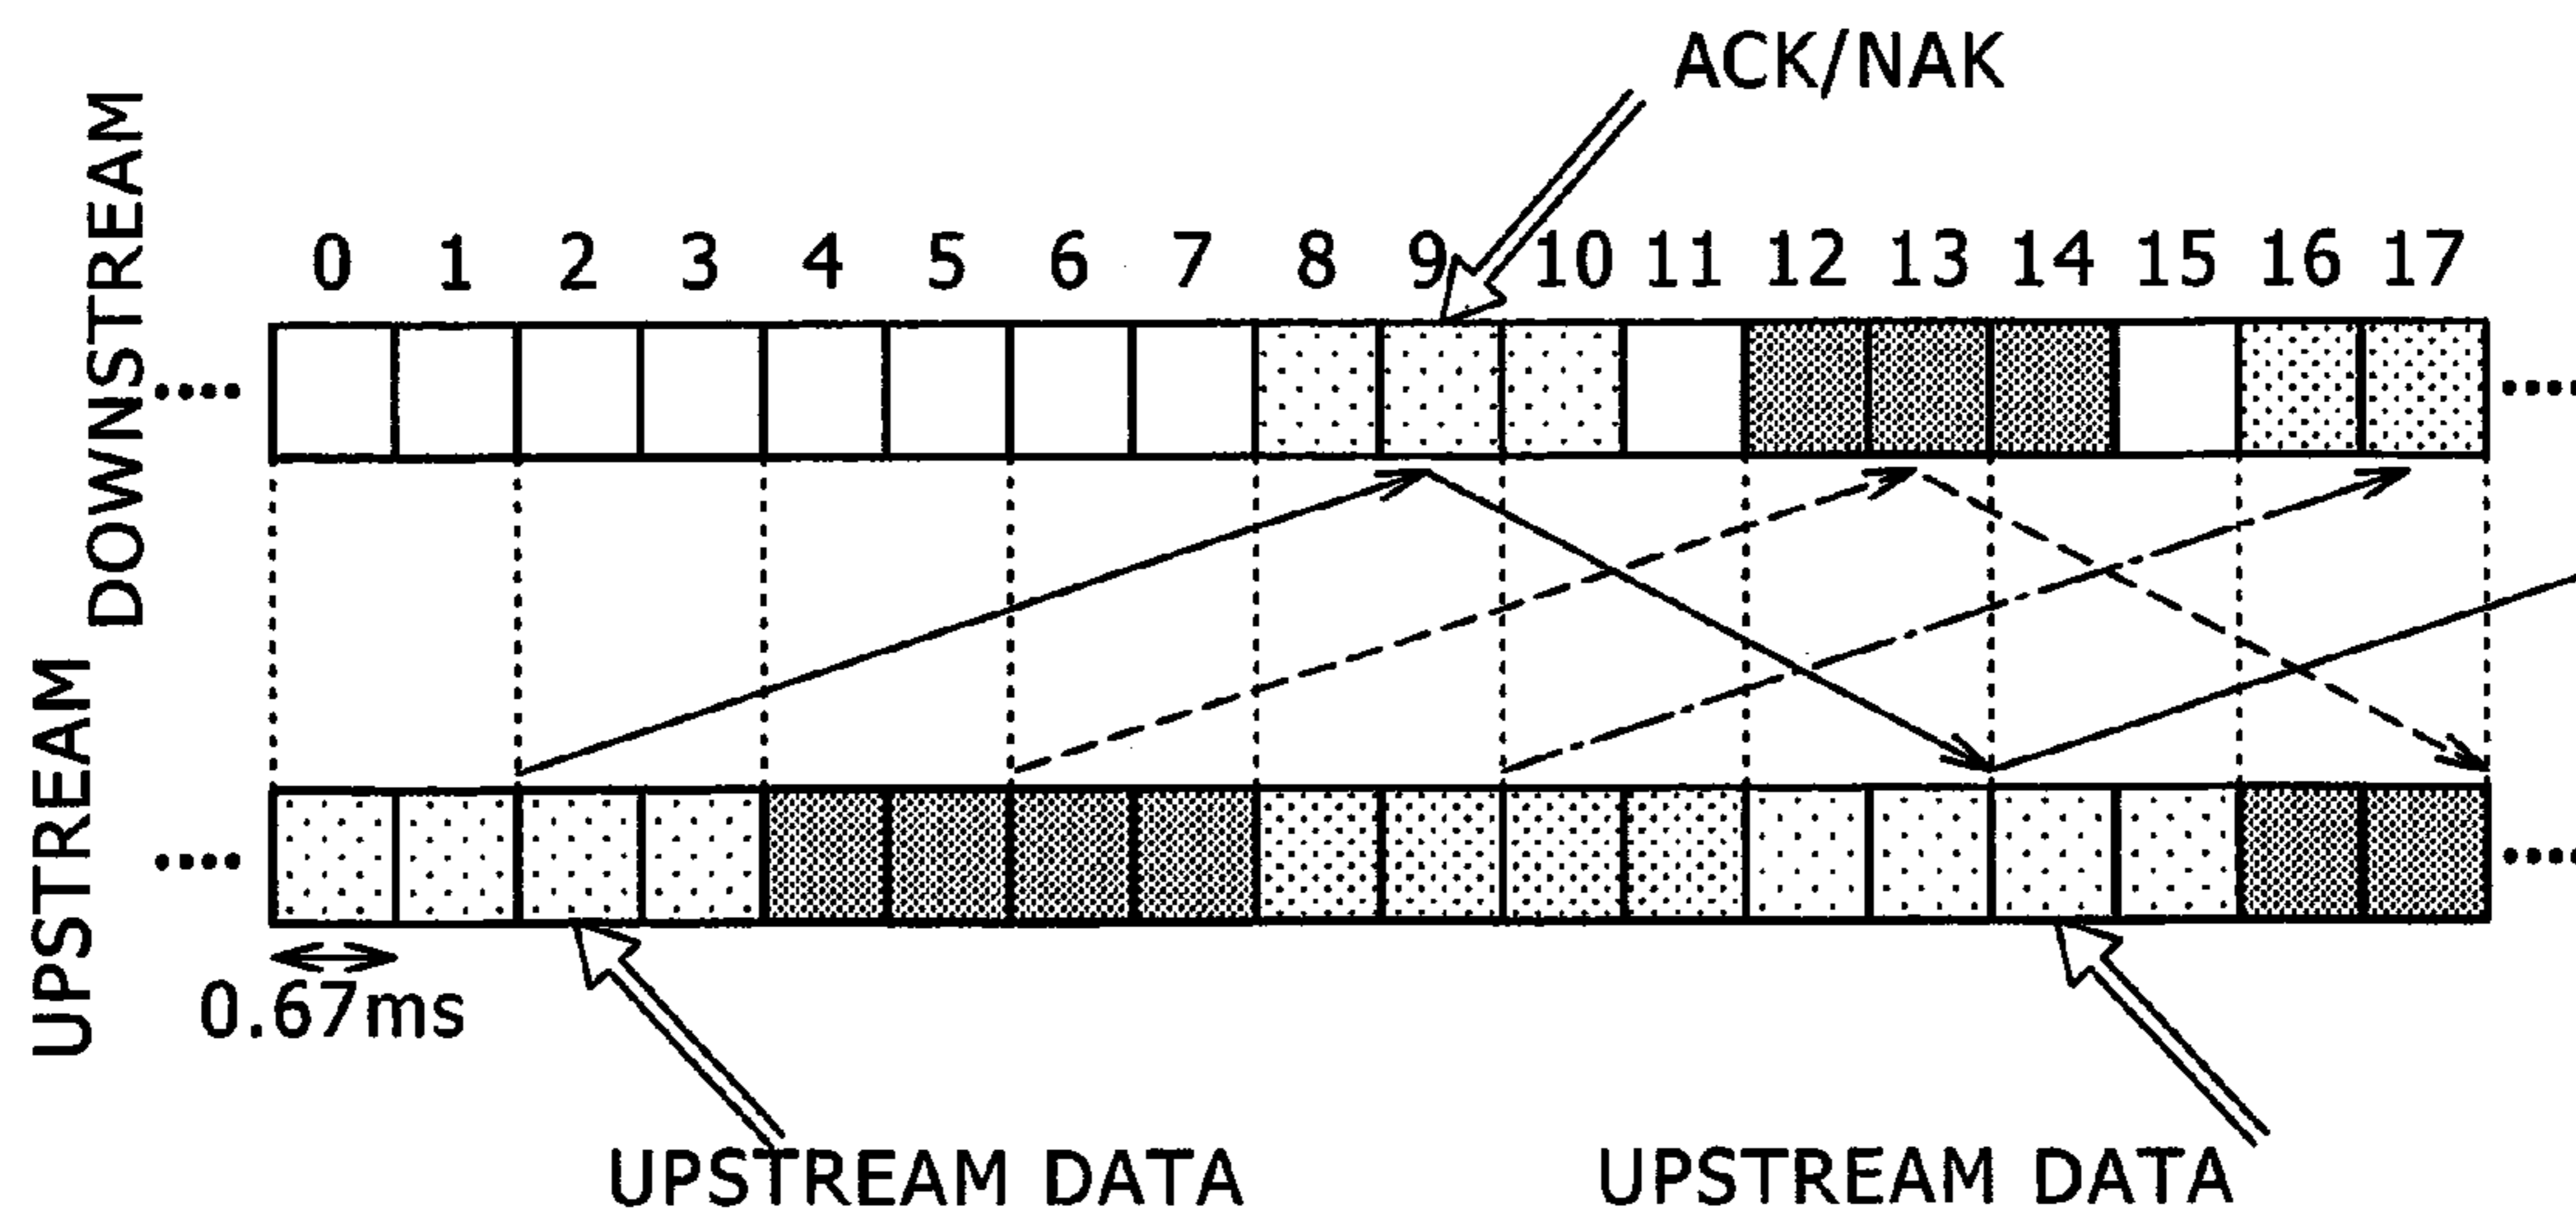 ACK/NAK
DOWNSTREAM
0 1 2 3 4 5 6 7 8 9 10 11 12 13 14 15 16 17
UPSTREAM
0.67ms
UPSTREAM DATA
UPSTREAM DATA